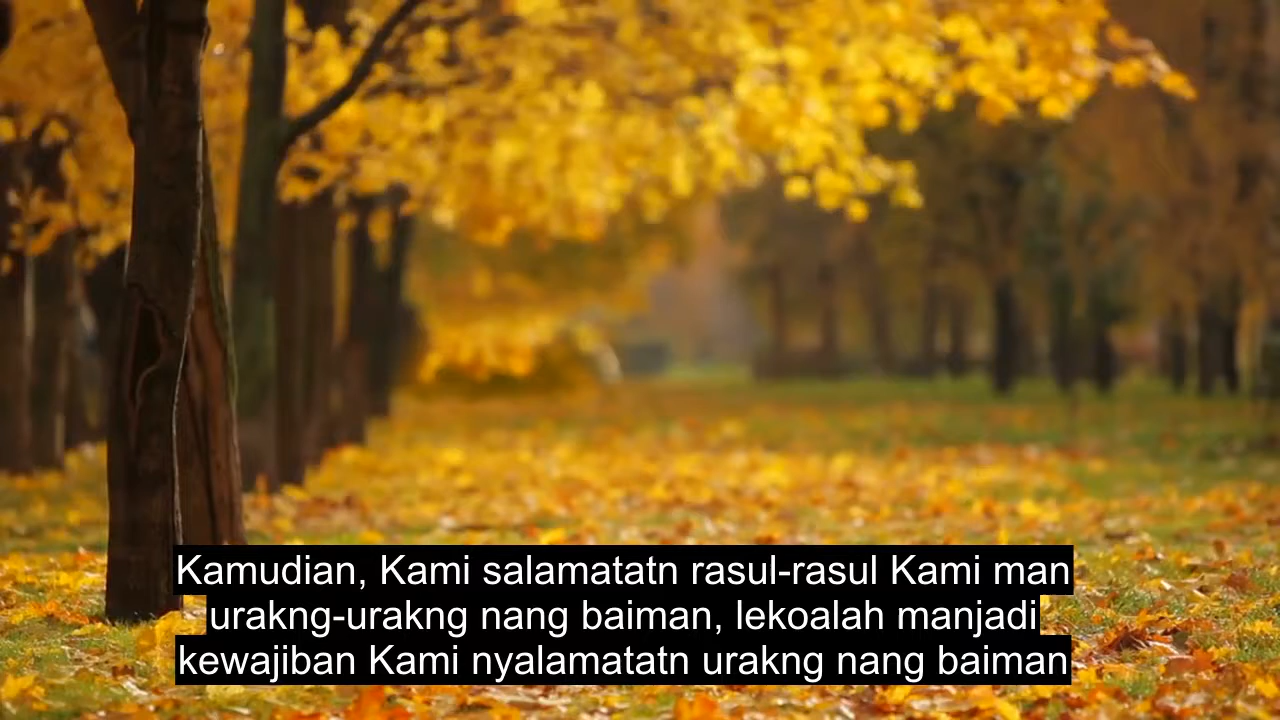 Kamudian, Kami salamatatn rasul-rasul Kami man
urakng-urakng nang baiman, lekoalah manjadi
kewajiban Kami nyalamatatn urakng nang baiman